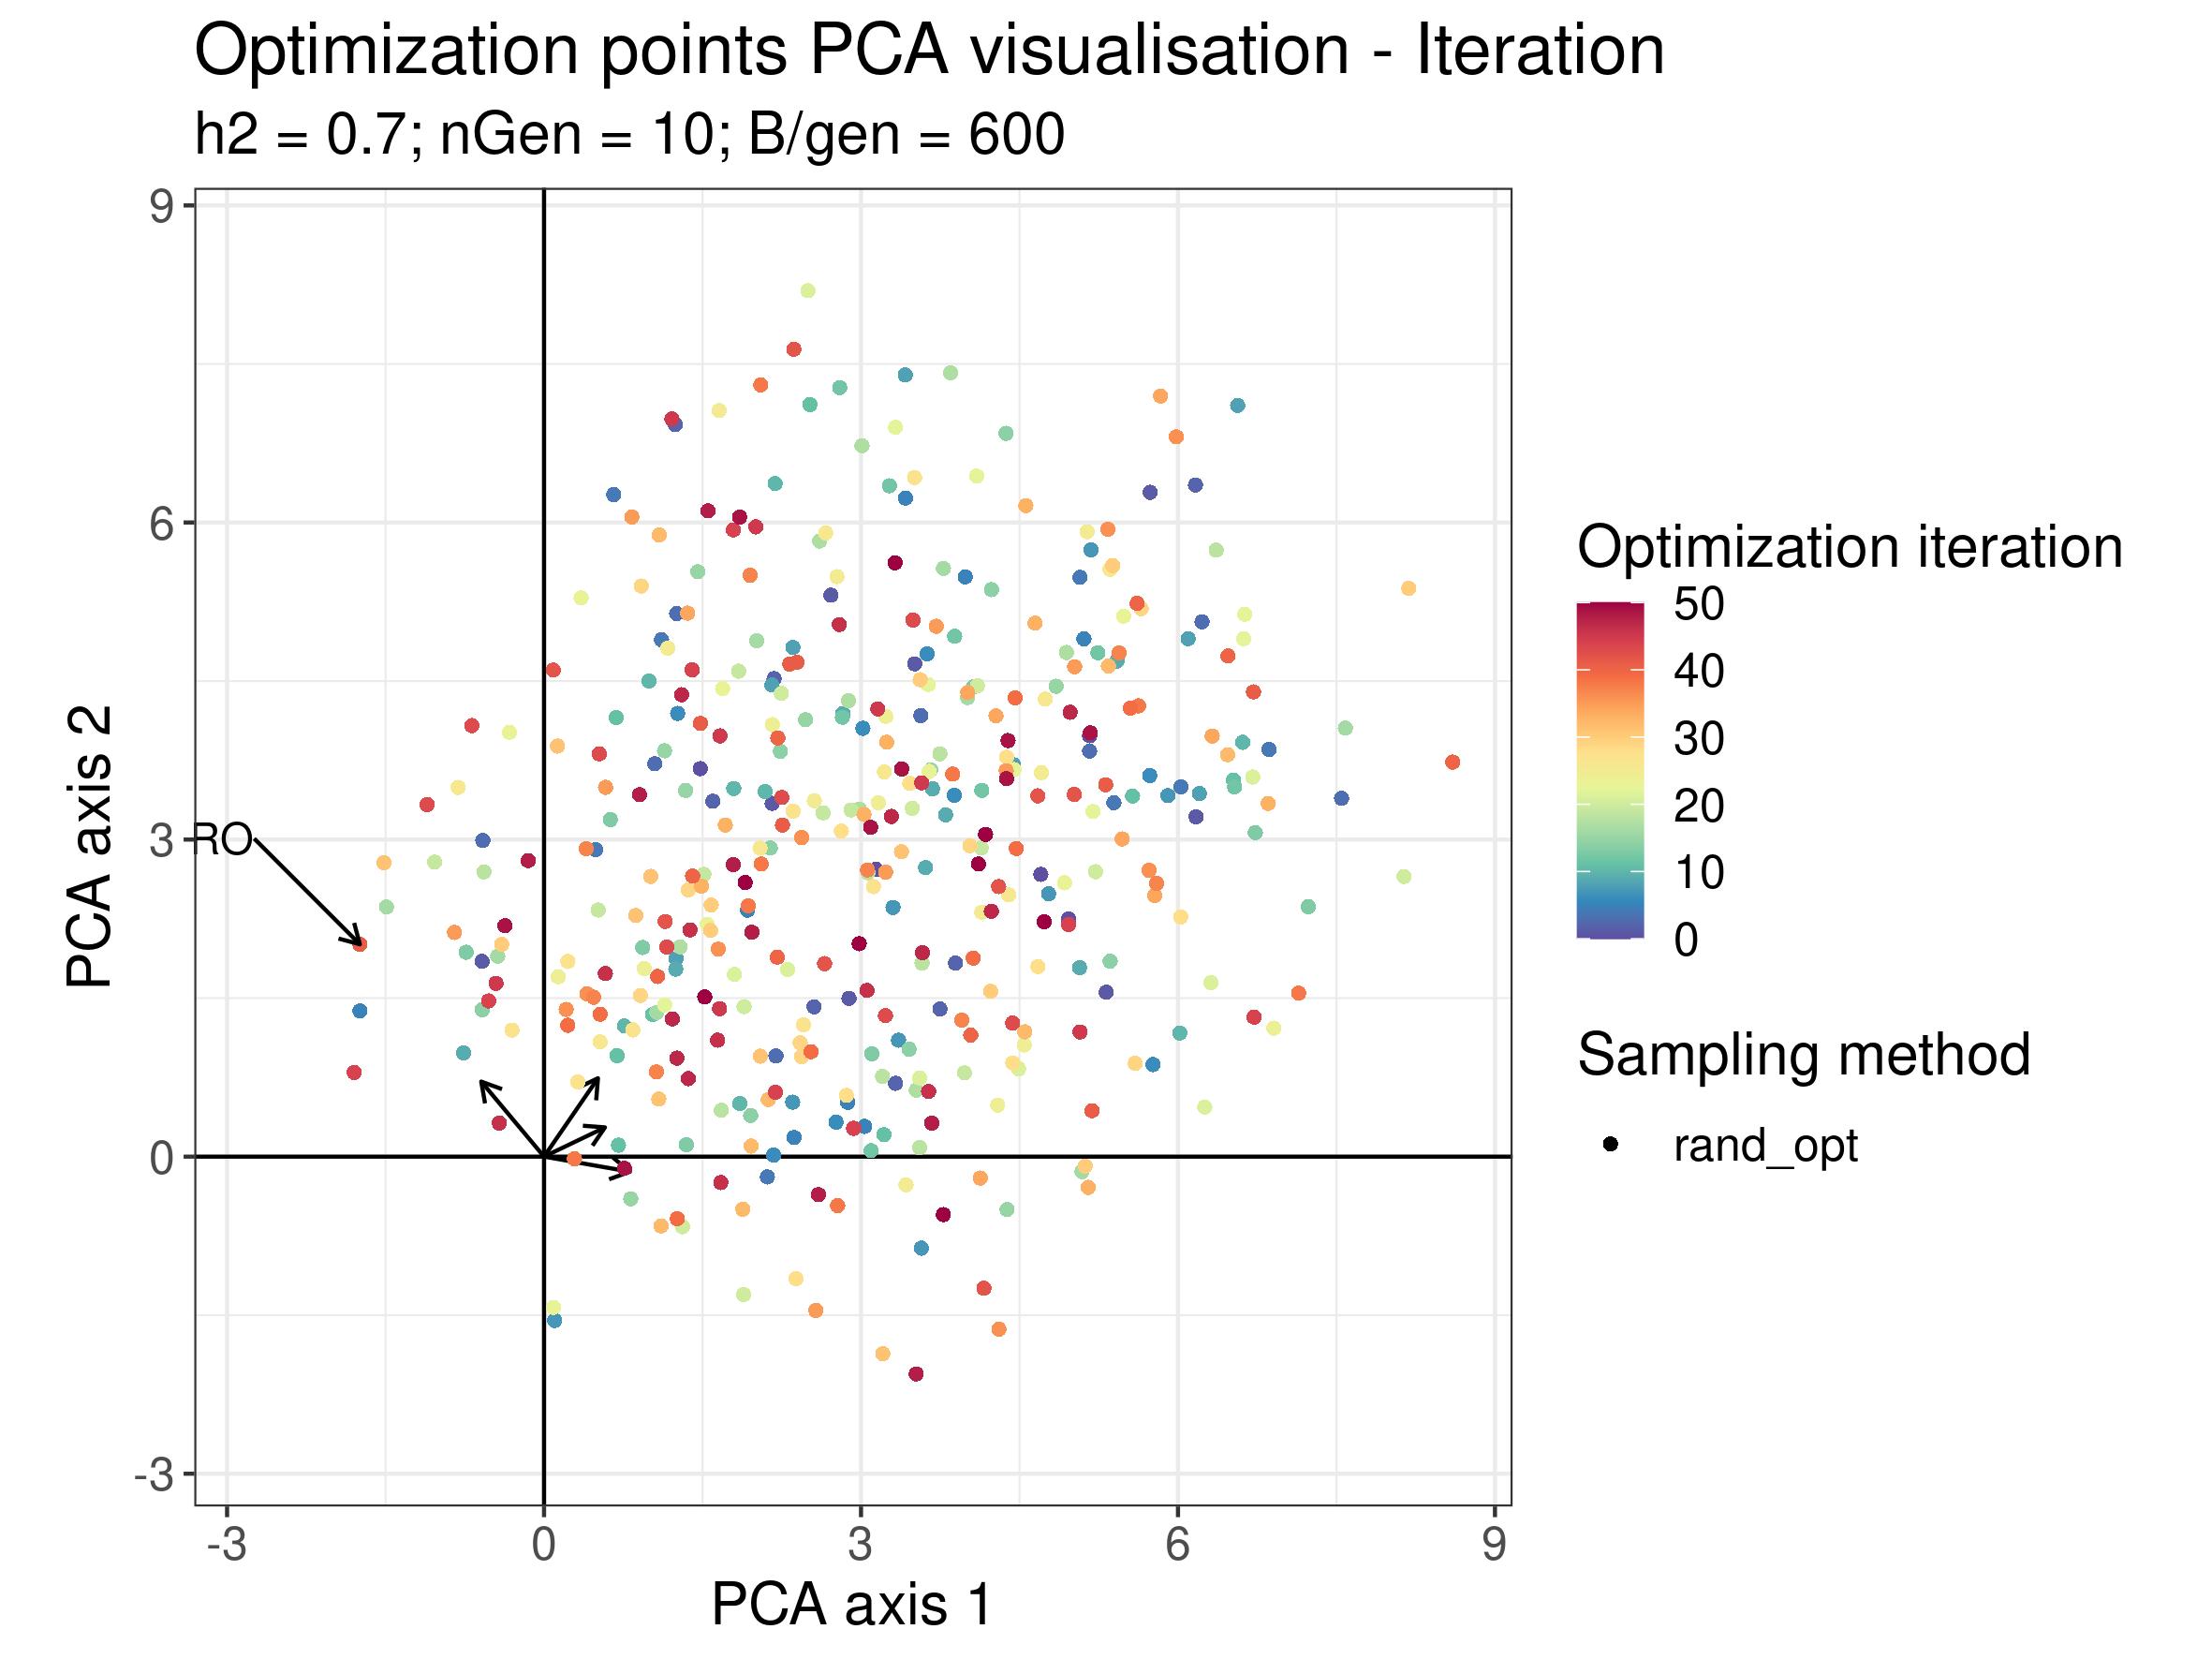 Optimization points PCA visualisation - Iteration
h2 = 0.7; nGen = 10; B/gen = 600
9
6
3
0
-3
PCA axis 2
RO
-3
0
3
6
9
PCA axis 1
Optimization iteration
50
40
30
20
10
0
Sampling method
rand_opt